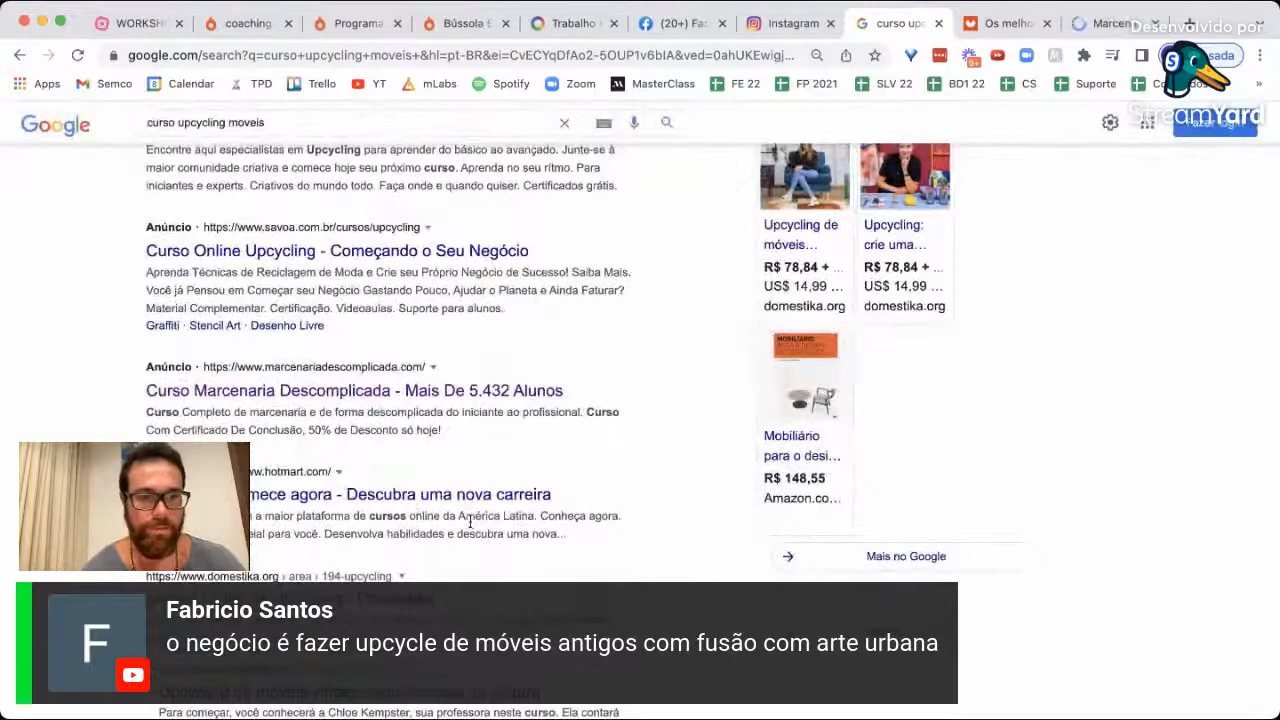 WORKSH
coaching
Programa
Bússola E
Trabalho
(20+) Fac
Instagram
curso upc
Os melho
Marcen
Desenvolvido por
google.com/search?q=curso+upcycling+moveis+&hl=pt-R&ei=CvECYqDfAo2-5OUP1v6bIA&ved=0ahUKEwigj...
9+
Apps
Semco
Calendar
TPD
Trello
YT
mLabs
Spotify
Zoom
MasterClass
FE 22
FP 2021
SLV 22
BD1 22
CS
Suporte
»
StreamYard
Google
curso upcycling moveis
Fazer login
Encontre aqui especialistas em Upcycling para aprender do básico ao avançado. Junte-se à
maior comunidade criativa e comece hoje seu próximo curso. Aprenda no seu rítmo. Para
iniciantes e experts. Criativos do mundo todo. Faça onde e quando quiser. Certificados grátis.
Anúncio · https://www.savoa.com.br/cursos/upcycling
Curso Online Upcycling - Começando o Seu Negócio
Aprenda Técnicas de Reciclagem de Moda e Crie seu Próprio Negócio de Sucesso! Saiba Mais.
Você já Pensou em Começar seu Negócio Gastando Pouco, Ajudar o Planeta e Ainda Faturar?
Material Complementar. Certificação. Videoaulas. Suporte para alunos.
Graffiti · Stencil Art · Desenho Livre
Anúncio · https://www.marcenariadescomplicada.com/
Curso Marcenaria Descomplicada - Mais De 5.432 Alunos
Curso Completo de marcenaria e de forma descomplicada do iniciante ao profissional. Curso
Com Certificado De Conclusão, 50% de Desconto só hoje!
ww.hotmart.com/
mece agora - Descubra uma nova carreira
a maior plataforma de cursos online da América Latina. Conheça agora.
ial para você. Desenvolva habilidades e descubra uma nova...
https://www.domestika.org › area › 194-upcycling
Para começar, você conhecerá a Chloe Kempster, sua professora neste curso. Ela contará
Upcycling de
móveis...
R$ 78,84 + ...
US$ 14,99 ...
domestika.org
Upcycling:
crie uma...
R$ 78,84 + ...
US$ 14,99 ...
domestika.org
MOBILIÁRIO
Mobiliário
para o desi...
R$ 148,55
Amazon.co...
Mais no Google
F
Fabricio Santos
o negócio é fazer upcycle de móveis antigos com fusão com arte urbana